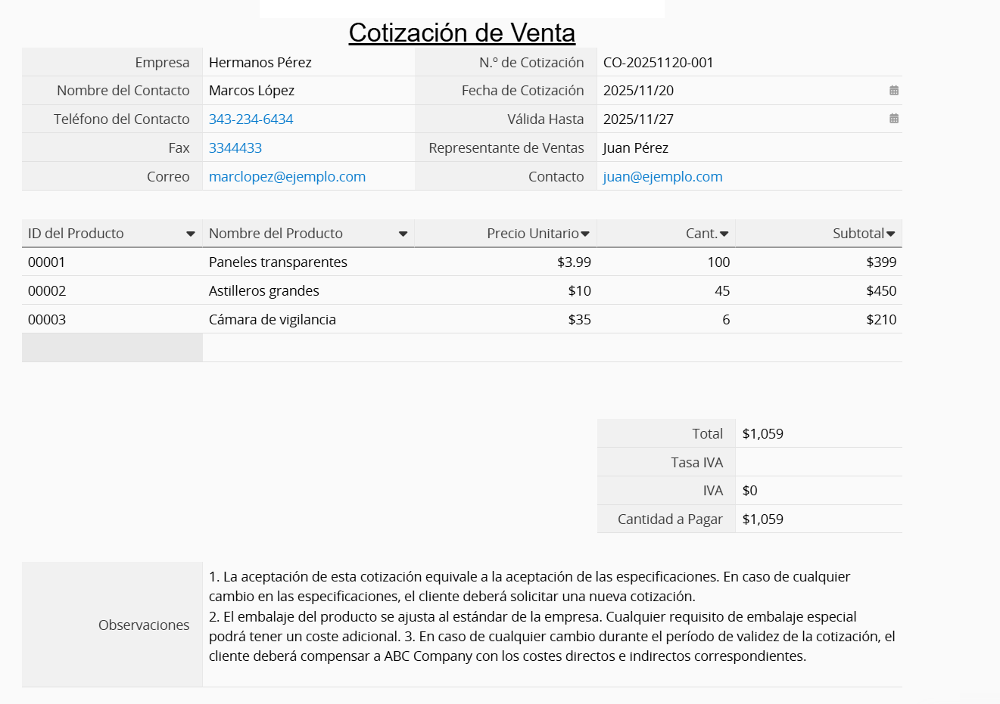 Cotización de Venta
Empresa Hermanos Pérez N.º de Cotización CO-20251120-001
Nombre del Contacto Marcos López Fecha de Cotización 2025/11/20
Teléfono del Contacto 343-234-6434 Válida Hasta 2025/11/27
Fax 3344433 Representante de Ventas Juan Pérez
Correo marclopez@ejemplo.com Contacto juan@ejemplo.com
ID del Producto Nombre del Producto Precio Unitario Cant. Subtotal
00001 Paneles transparentes $3.99 100 $399
00002 Astilleros grandes $10 45 $450
00003 Cámara de vigilancia $35 6 $210
Total $1,059
Tasa IVA
IVA $0
Cantidad a Pagar $1,059
Observaciones
1. La aceptación de esta cotización equivale a la aceptación de las especificaciones. En caso de cualquier
cambio en las especificaciones, el cliente deberá solicitar una nueva cotización.
2. El embalaje del producto se ajusta al estándar de la empresa. Cualquier requisito de embalaje especial
podrá tener un coste adicional. 3. En caso de cualquier cambio durante el período de validez de la cotización, el
cliente deberá compensar a ABC Company con los costes directos e indirectos correspondientes.